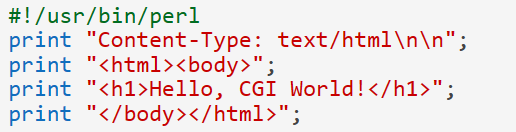 #!/usr/bin/perl
print "Content-Type: text/html\n\n";
print "<html><body>";
print "<h1>Hello, CGI World!</h1>";
print "</body></html>";